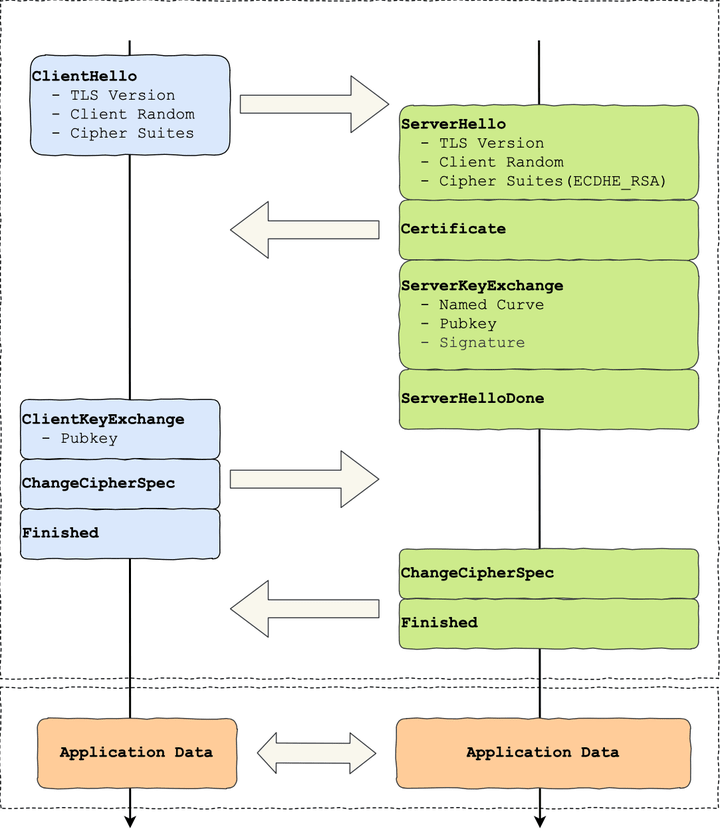 ClientHello
- TLS Version
- Client Random
- Cipher Suites
ServerHello
- TLS Version
- Client Random
- Cipher Suites(ECDHE_RSA)
Certificate
ServerKeyExchange
- Named Curve
- Pubkey
- Signature
ServerHelloDone
ClientKeyExchange
- Pubkey
ChangeCipherSpec
Finished
ChangeCipherSpec
Finished
Application Data
Application Data